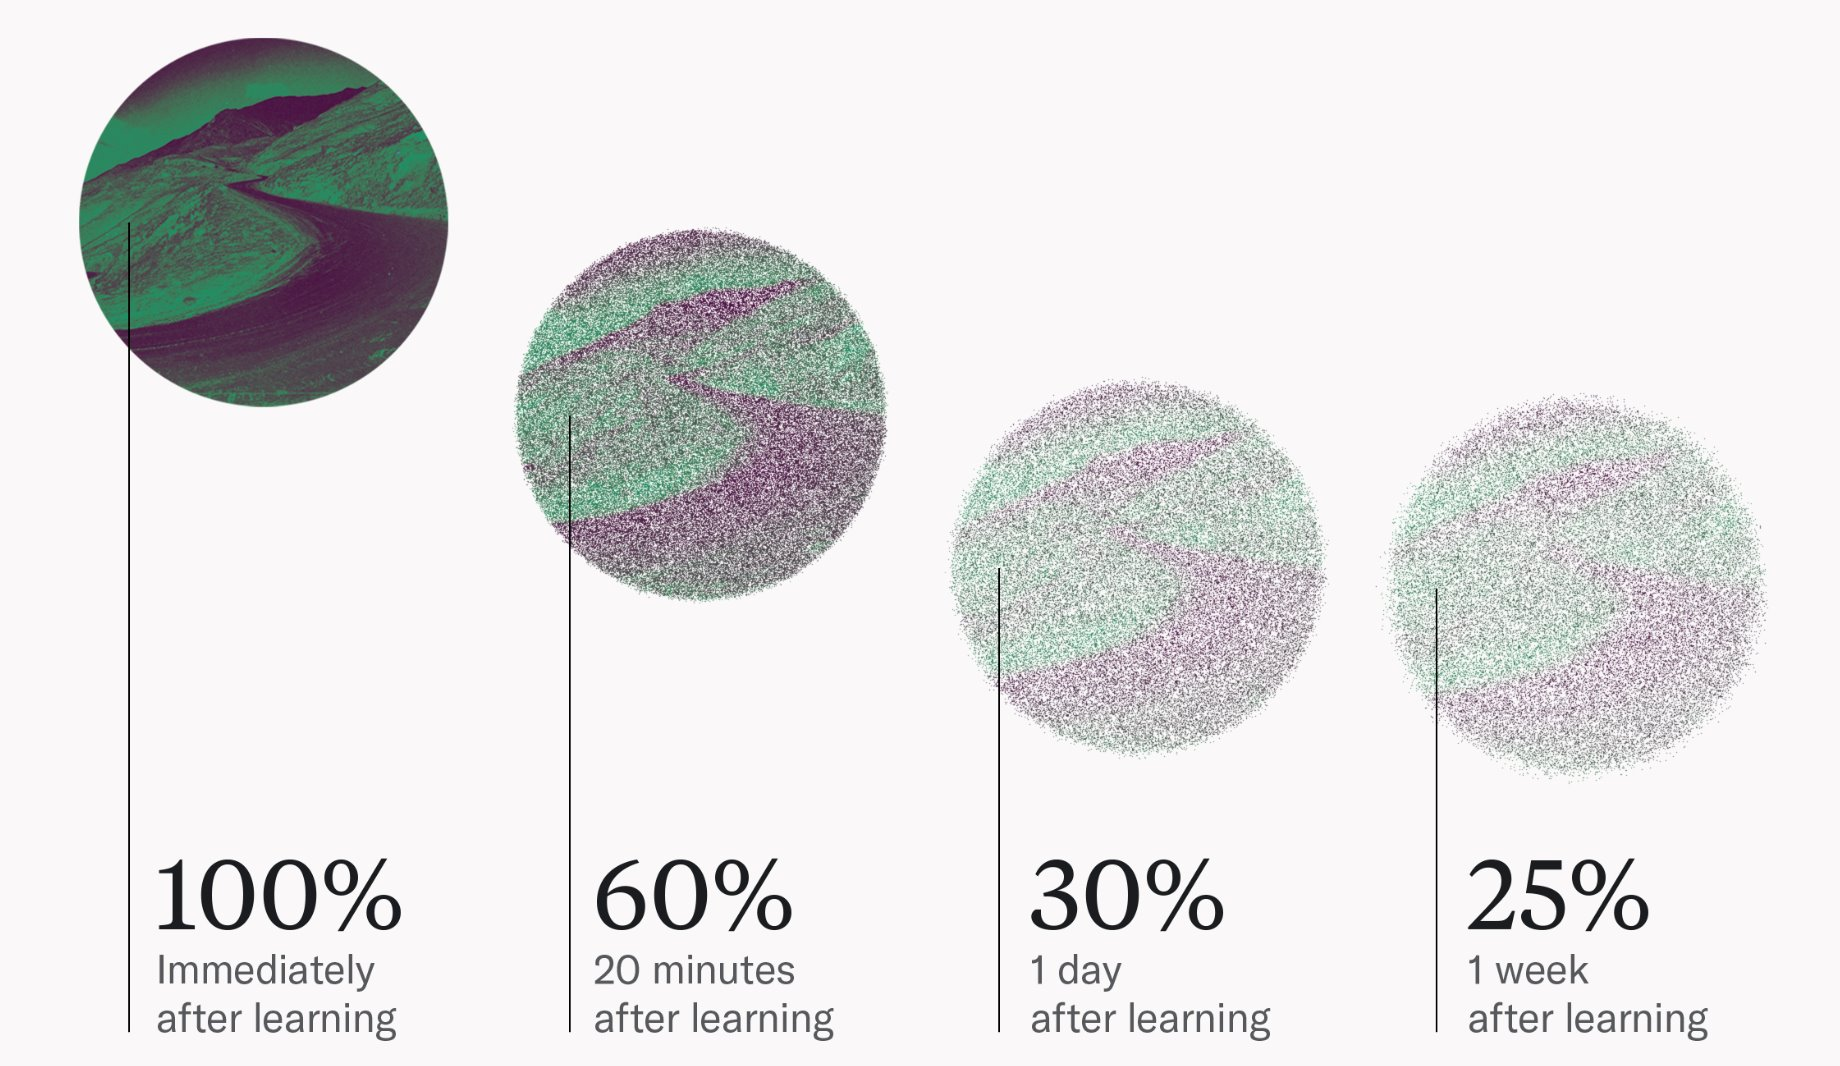 100%
Immediately
after learning
60%
20 minutes
after learning
30%
1 day
after learning
25%
1 week
after learning